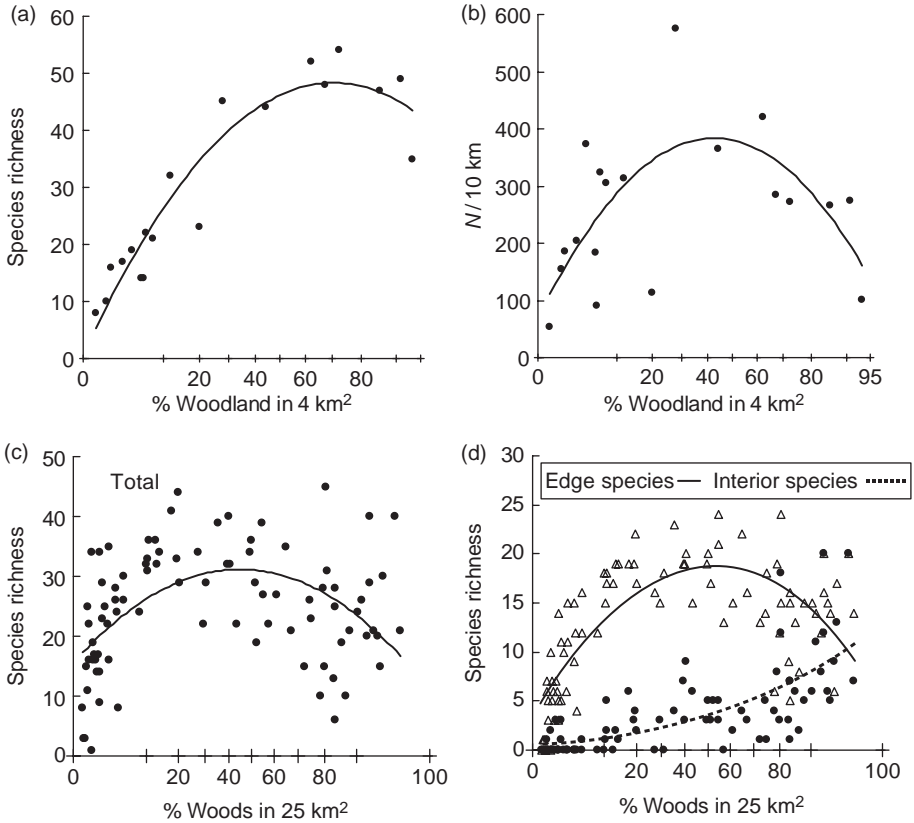 (a)
60
50
40
30
20
10
0
Species richness
0 20 40 60 80
% Woodland in 4 km²
(b)
600
500
400
300
200
100
0
N / 10 km
0 20 40 60 80 95
% Woodland in 4 km²
(c)
50
40
30
20
10
0
Species richness
Total
0 20 40 60 80 100
% Woods in 25 km²
(d)
30
25
20
15
10
5
0
Species richness
Edge species Interior species
0 20 40 60 80 100
% Woods in 25 km²